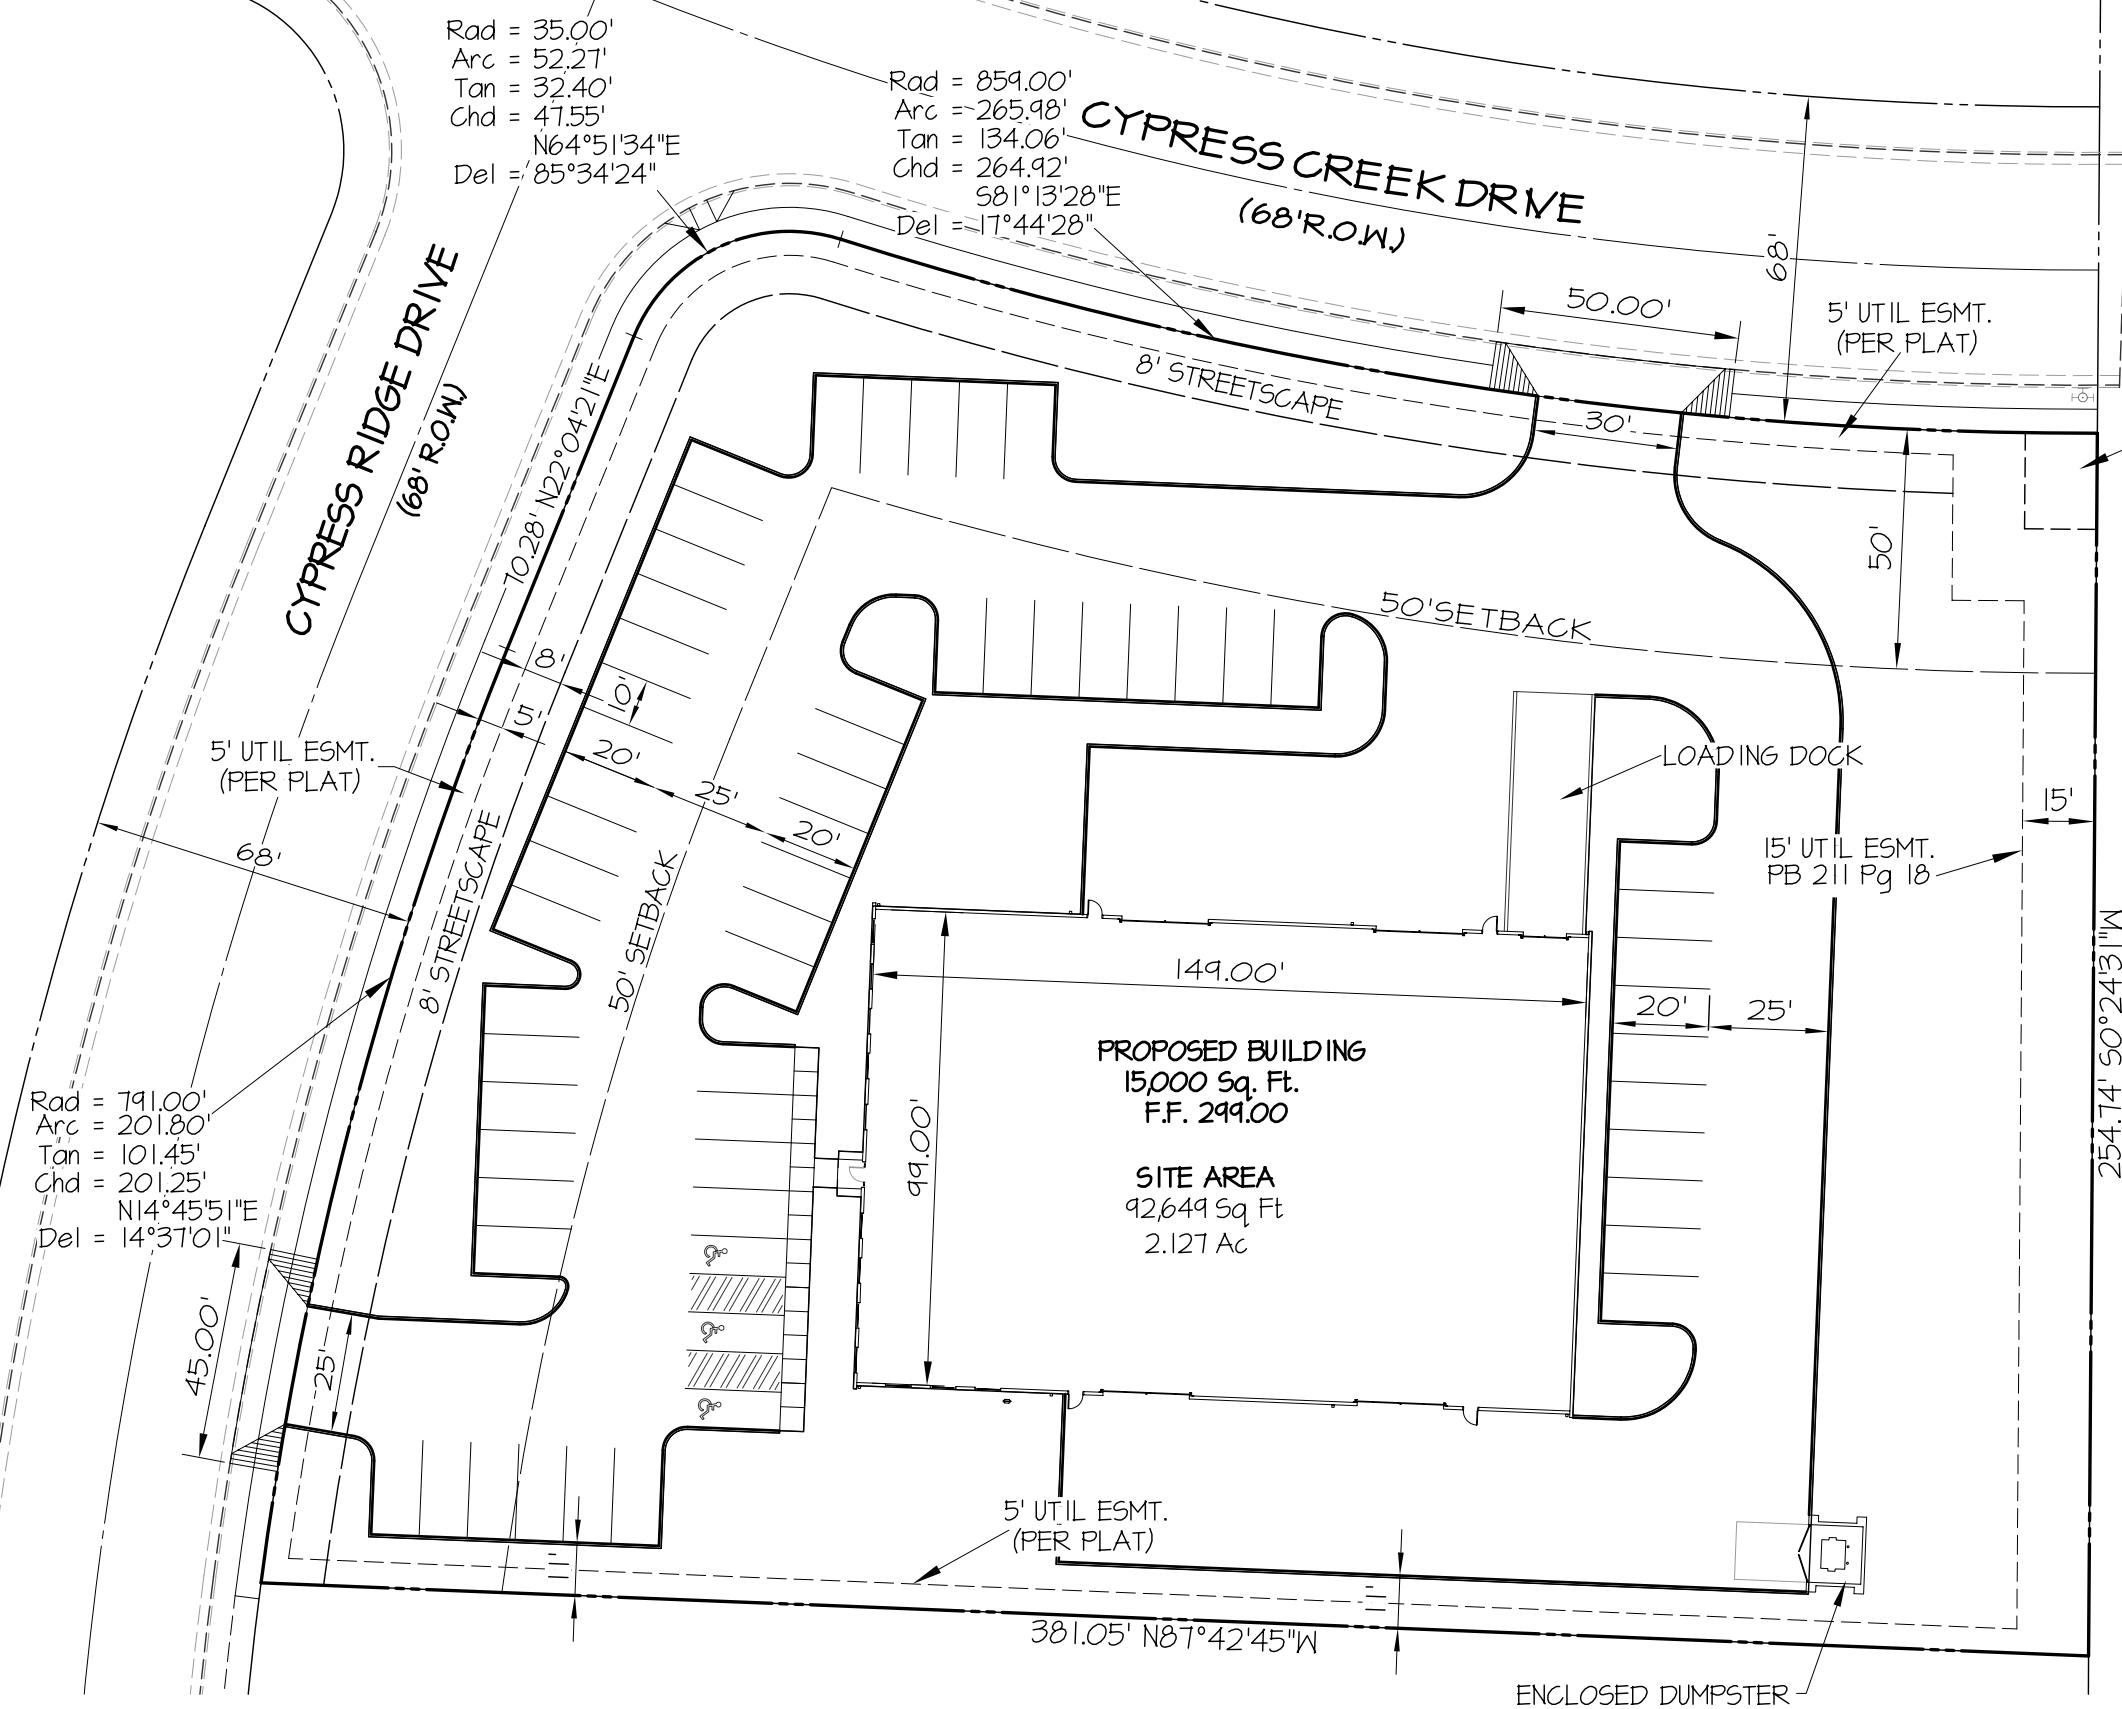 Rad = 35.00'
Arc = 52.27'
Tan = 32.40'
Chd = 47.55'
N64°51'34"E
Del = 85°34'24"
Rad = 859.00'
Arc = 265.98'
Tan = 134.06'
Chd = 264.92'
S81°13'28"E
Del = 17°44'28"
CYPRESS CREEK DRIVE
(68' R.O.W.)
68'
50.00'
5' UTIL ESMT.
(PER PLAT)
8' STREETSCAPE
30'
CYPRESS RIDGE DRIVE
(68' R.O.W.)
70.28' N22°04'21"E
50'
50' SETBACK
8'
10'
5'
20'
25'
20'
5' UTIL ESMT.
(PER PLAT)
68'
8' STREETSCAPE
50' SETBACK
LOADING DOCK
15'
15' UTIL ESMT.
PB 211 Pg 18
254.74' S0°24'31"W
149.00'
20'
25'
99.00'
PROPOSED BUILDING
15,000 Sq. Ft.
F.F. 299.00
SITE AREA
92,649 Sq Ft
2.127 Ac
Rad = 791.00'
Arc = 201.80'
Tan = 101.45'
Chd = 201.25'
N14°45'51"E
Del = 14°37'01"
45.00'
25'
5' UTIL ESMT.
(PER PLAT)
11'
11'
381.05' N87°42'45"W
ENCLOSED DUMPSTER